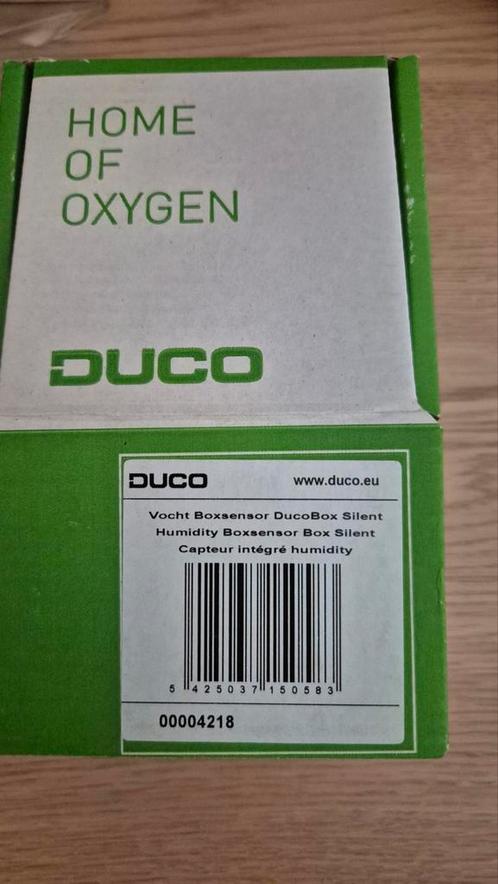 HOME
OF
OXYGEN
DUCO
DUCO www.duco.eu
Vocht Boxsensor DucoBox Silent
Humidity Boxsensor Box Silent
Capteur intégré humidity
5 425037 150583
00004218